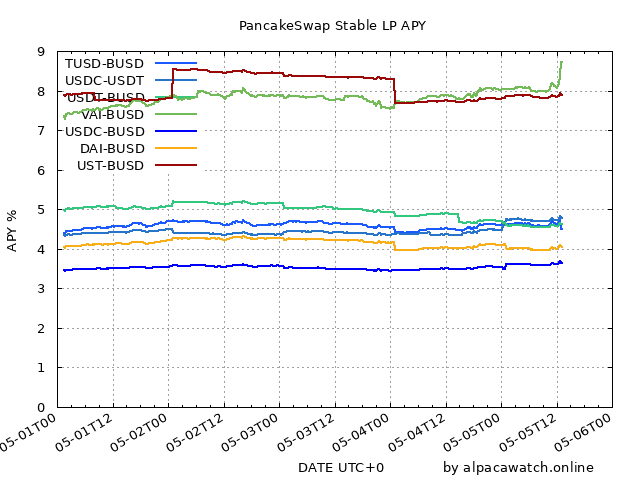 PancakeSwap Stable LP APY
9
8
7
6
5
4
3
2
1
0
APY %
TUSD-BUSD
USDC-USDT
USDT-BUSD
VAI-BUSD
USDC-BUSD
DAI-BUSD
UST-BUSD
05-01T00
05-01T12
05-02T00
05-02T12
05-03T00
05-03T12
05-04T00
05-04T12
05-05T00
05-05T12
05-06T00
DATE UTC+0
by alpacawatch.online